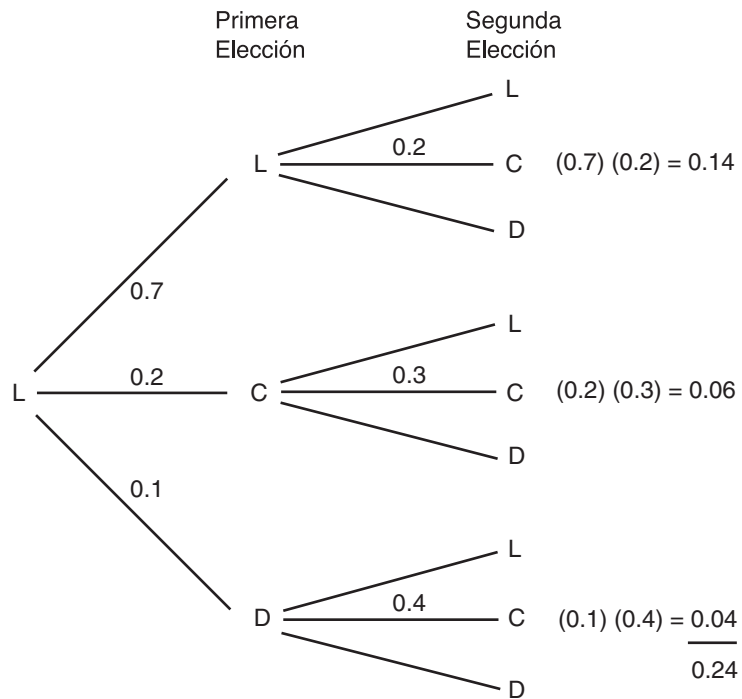 Primera
Elección
Segunda
Elección
L
L
0.2
C
(0.7) (0.2) = 0.14
D
0.7
L
L
0.2
C
0.3
C
(0.2) (0.3) = 0.06
D
0.1
L
D
0.4
C
(0.1) (0.4) = 0.04
0.24
D